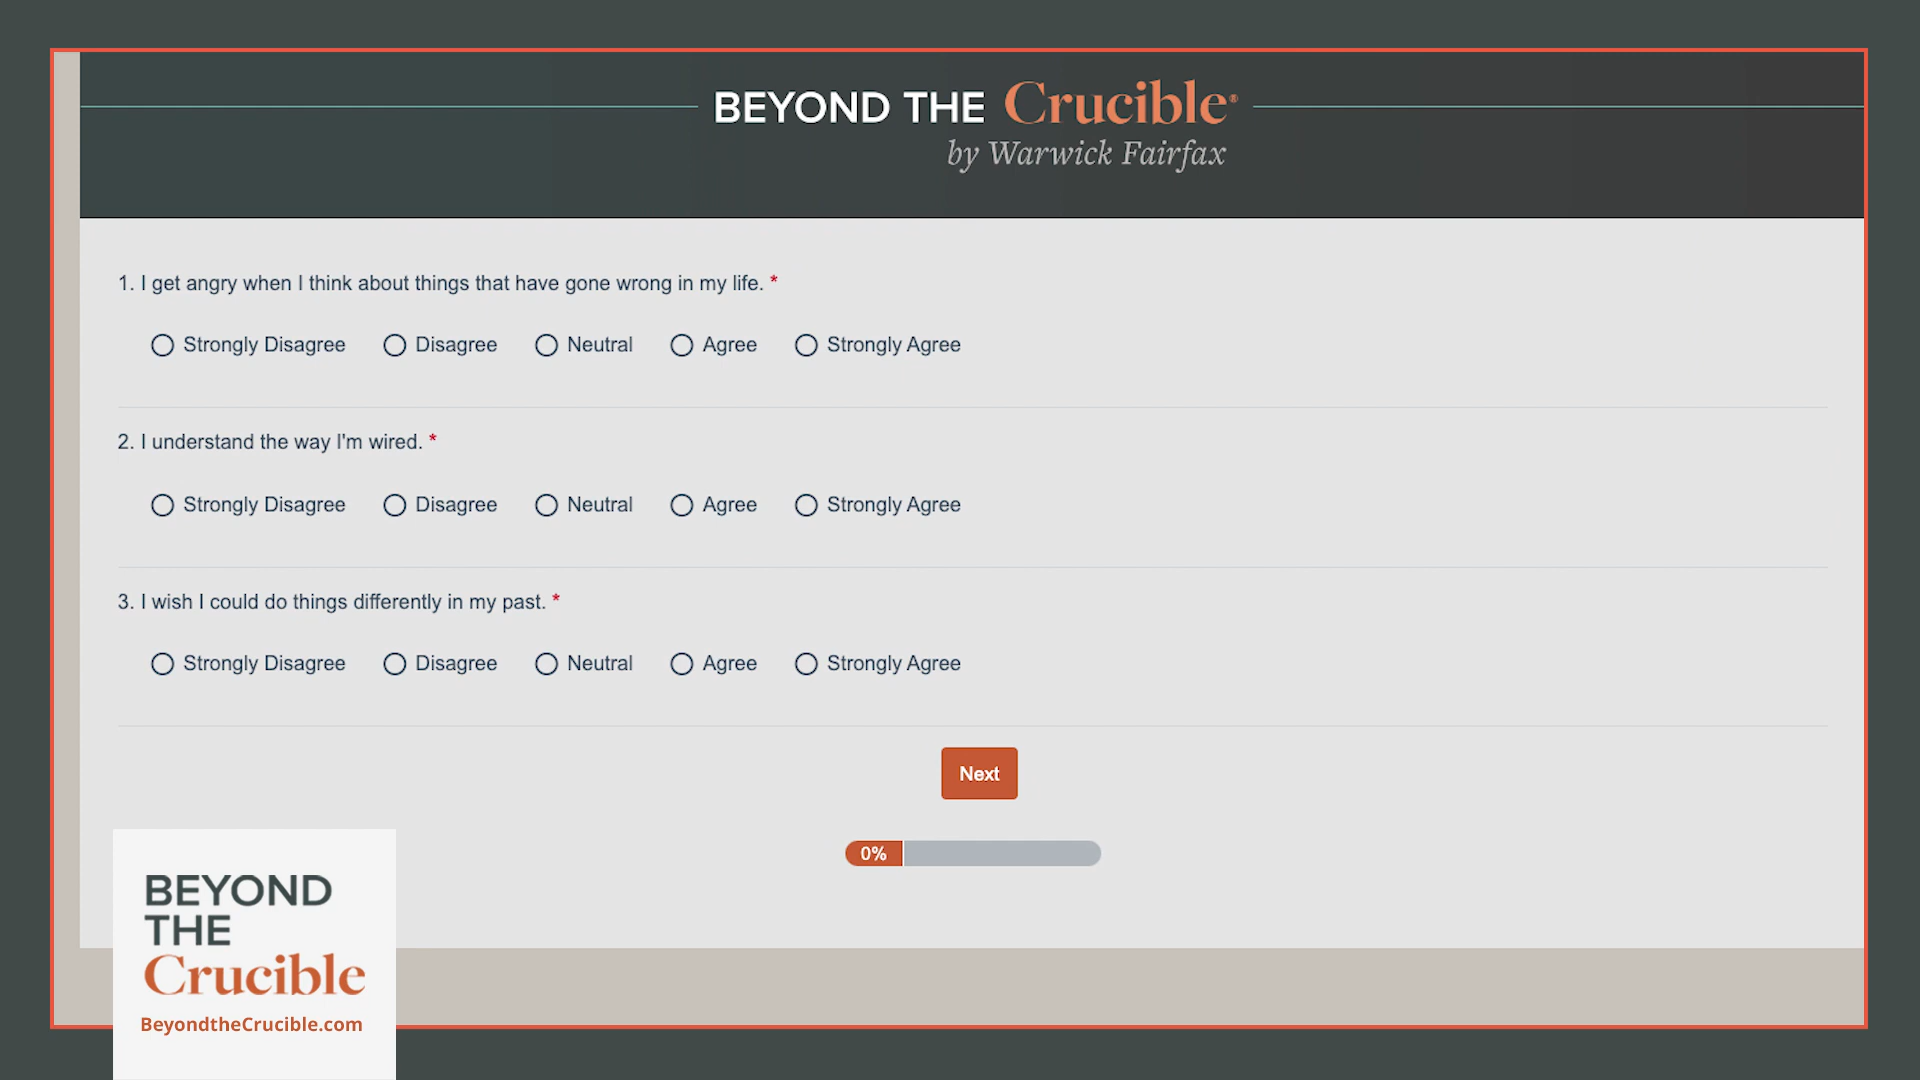 BEYOND THE Crucible®
by Warwick Fairfax
1. I get angry when I think about things that have gone wrong in my life. *
Strongly Disagree Disagree Neutral Agree Strongly Agree
2. I understand the way I'm wired. *
Strongly Disagree Disagree Neutral Agree Strongly Agree
3. I wish I could do things differently in my past. *
Strongly Disagree Disagree Neutral Agree Strongly Agree
Next
0%
BEYOND
THE
Crucible
BeyondtheCrucible.com